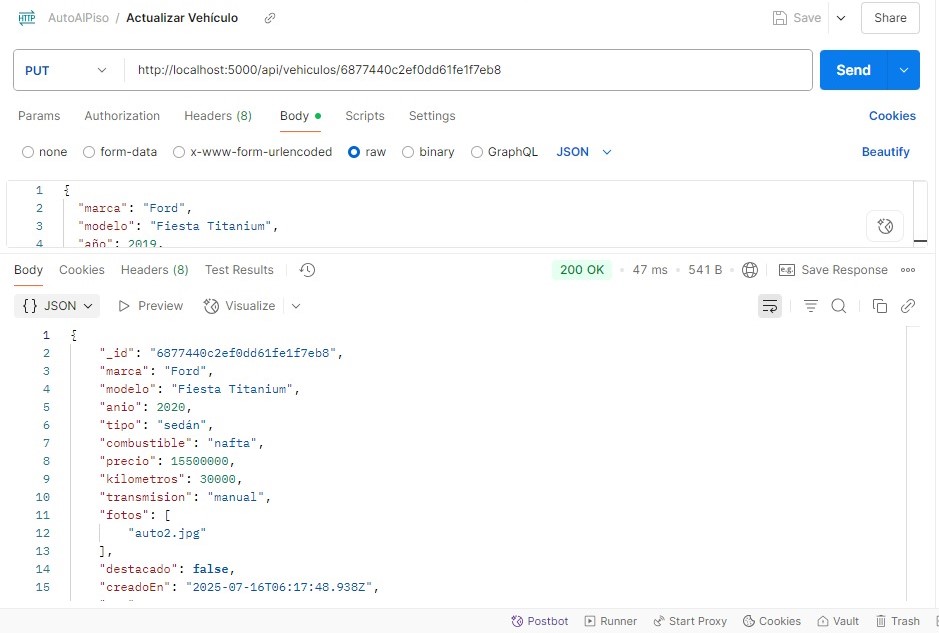 HTTP AutoAlPiso / Actualizar Vehículo Save Share
PUT http://localhost:5000/api/vehiculos/6877440c2ef0dd61fe1f7eb8 Send
Params Authorization Headers (8) Body Scripts Settings Cookies
none form-data x-www-form-urlencoded raw binary GraphQL JSON Beautify
1 {
2 "marca": "Ford",
3 "modelo": "Fiesta Titanium",
4 "año": 2019,
Body Cookies Headers (8) Test Results 200 OK • 47 ms • 541 B • e.g. Save Response
{} JSON Preview Visualize
1 {
2 "_id": "6877440c2ef0dd61fe1f7eb8",
3 "marca": "Ford",
4 "modelo": "Fiesta Titanium",
5 "anio": 2020,
6 "tipo": "sedán",
7 "combustible": "nafta",
8 "precio": 15500000,
9 "kilometros": 30000,
10 "transmision": "manual",
11 "fotos": [
12 "auto2.jpg"
13 ],
14 "destacado": false,
15 "creadoEn": "2025-07-16T06:17:48.938Z",
Postbot Runner Start Proxy Cookies Vault Trash